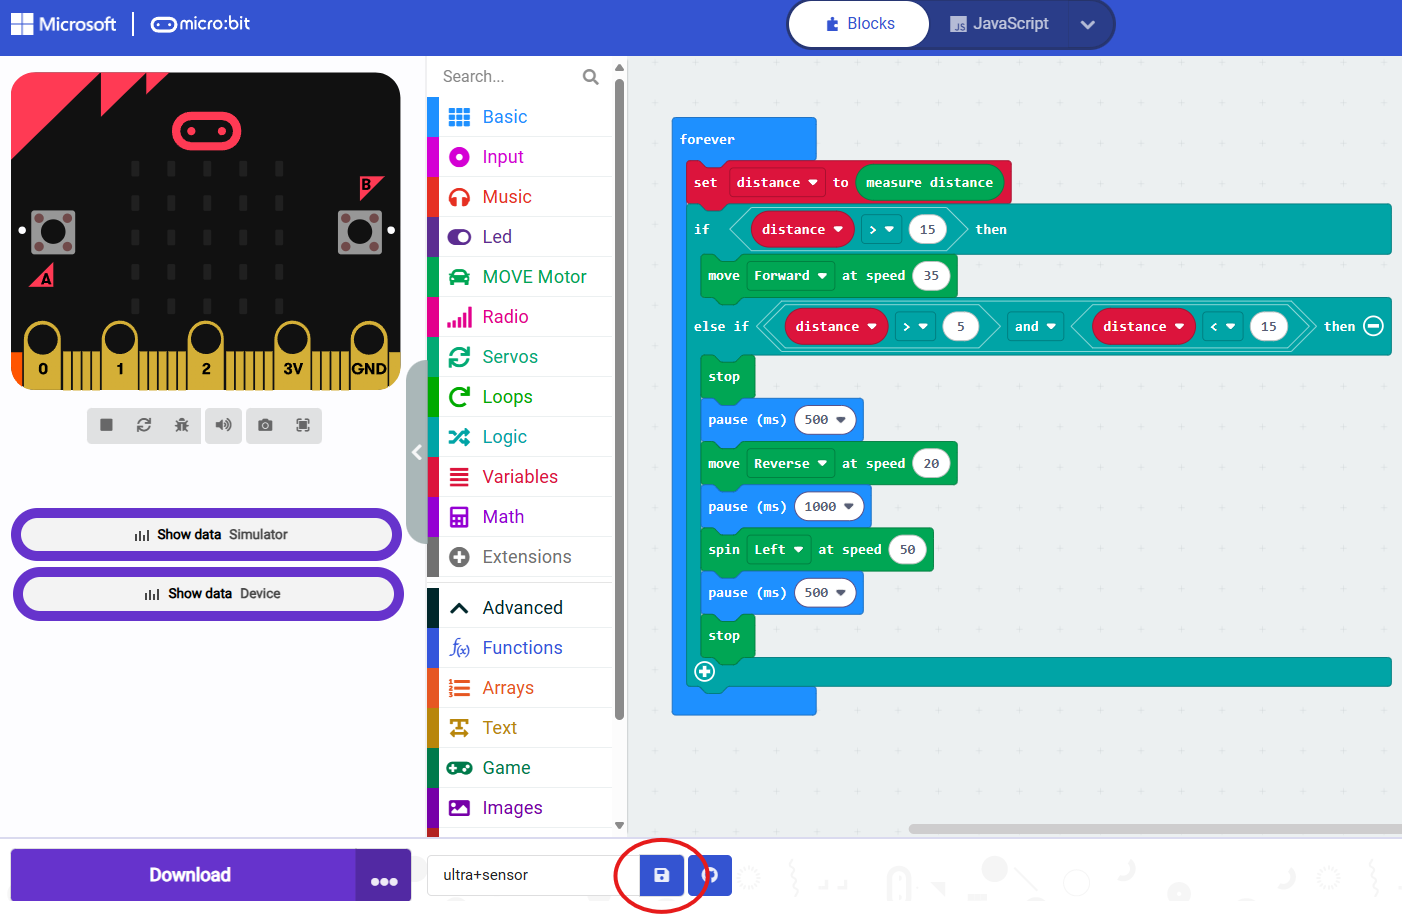 Microsoft micro:bit
Blocks
JS JavaScript
Search...
Basic
Input
Music
Led
MOVE Motor
Radio
Servos
Loops
Logic
Variables
Math
Extensions
Advanced
f(x) Functions
Arrays
Text
Game
Images
B
A
0 1 2 3V GND
Show data Simulator
Show data Device
forever
set distance to measure distance
if distance > 15 then
move Forward at speed 35
else if distance > 5 and distance < 15 then
stop
pause (ms) 500
move Reverse at speed 20
pause (ms) 1000
spin Left at speed 50
pause (ms) 500
stop
Download
ultra+sensor